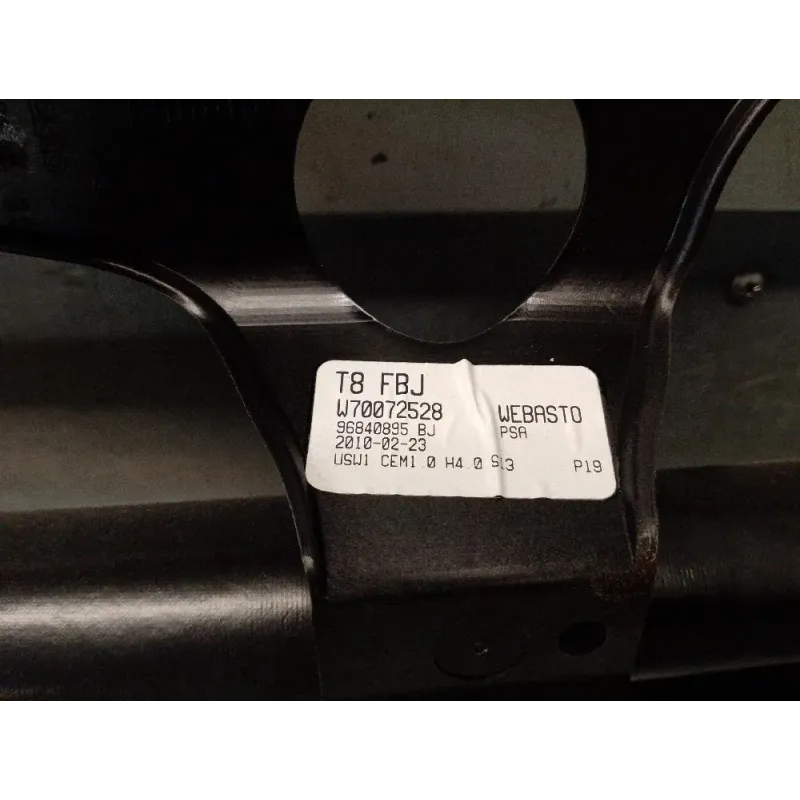 T8 FBJ
W70072528 WEBASTO
96840895 BJ PSA
2010-02-23
USW1 CEM1.0 H4.0 S13 P19